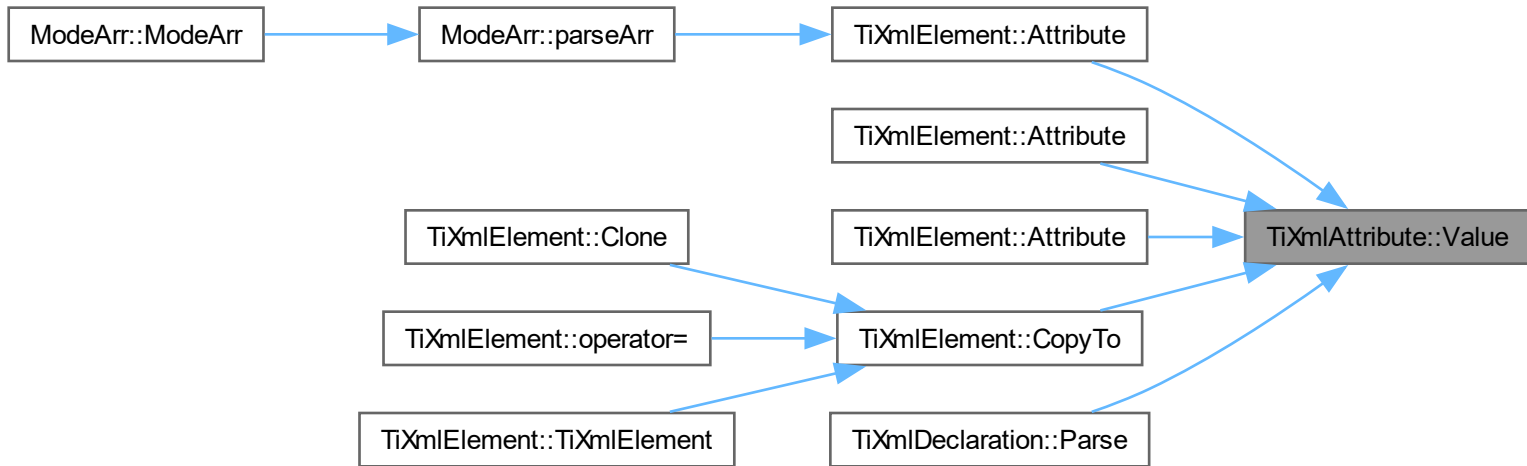 ModeArr::ModeArr
ModeArr::parseArr
TiXmlElement::Attribute
TiXmlElement::Attribute
TiXmlElement::Clone
TiXmlElement::Attribute
TiXmlAttribute::Value
TiXmlElement::operator=
TiXmlElement::CopyTo
TiXmlElement::TiXmlElement
TiXmlDeclaration::Parse